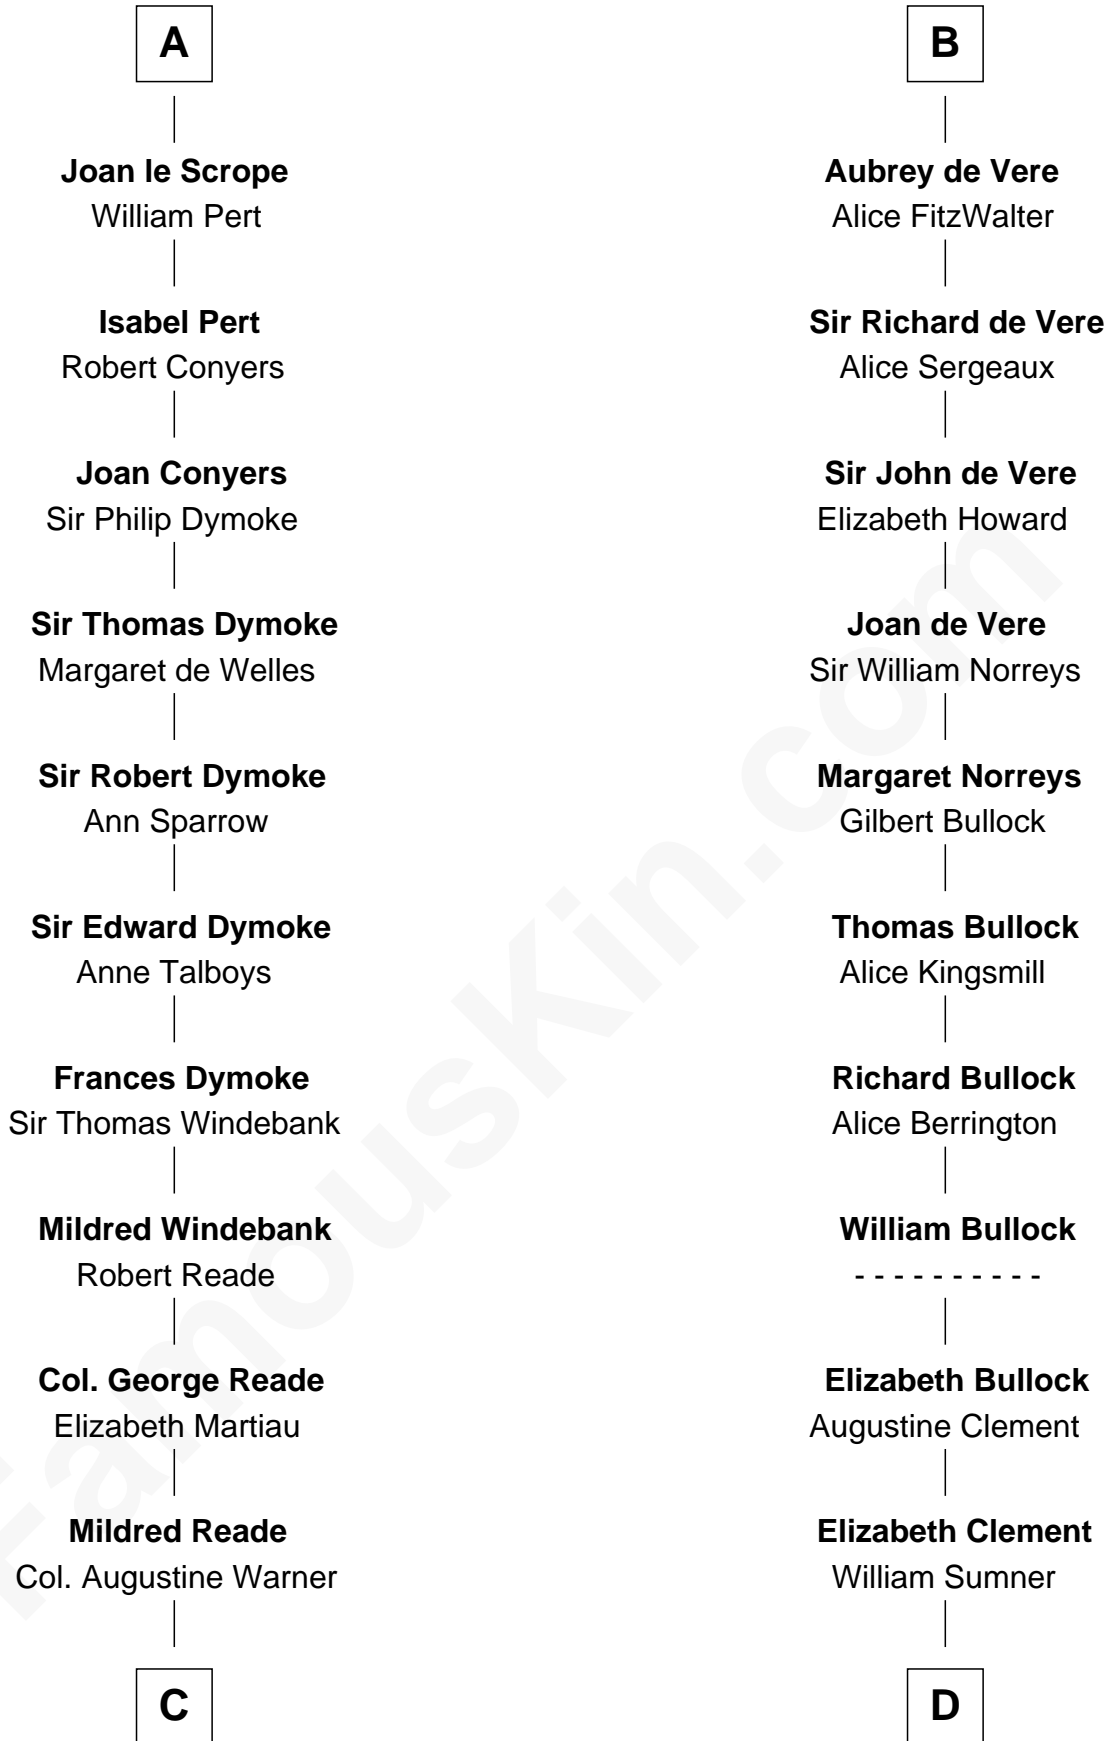 A
Joan le Scrope
William Pert
Isabel Pert
Robert Conyers
Joan Conyers
Sir Philip Dymoke
Sir Thomas Dymoke
Margaret de Welles
Sir Robert Dymoke
Ann Sparrow
Sir Edward Dymoke
Anne Talboys
Frances Dymoke
Sir Thomas Windebank
Mildred Windebank
Robert Reade
Col. George Reade
Elizabeth Martiau
Mildred Reade
Col. Augustine Warner
C
B
Aubrey de Vere
Alice FitzWalter
Sir Richard de Vere
Alice Sergeaux
Sir John de Vere
Elizabeth Howard
Joan de Vere
Sir William Norreys
Margaret Norreys
Gilbert Bullock
Thomas Bullock
Alice Kingsmill
Richard Bullock
Alice Berrington
William Bullock
- - - - - - - - - -
Elizabeth Bullock
Augustine Clement
Elizabeth Clement
William Sumner
D
FamousKin.com